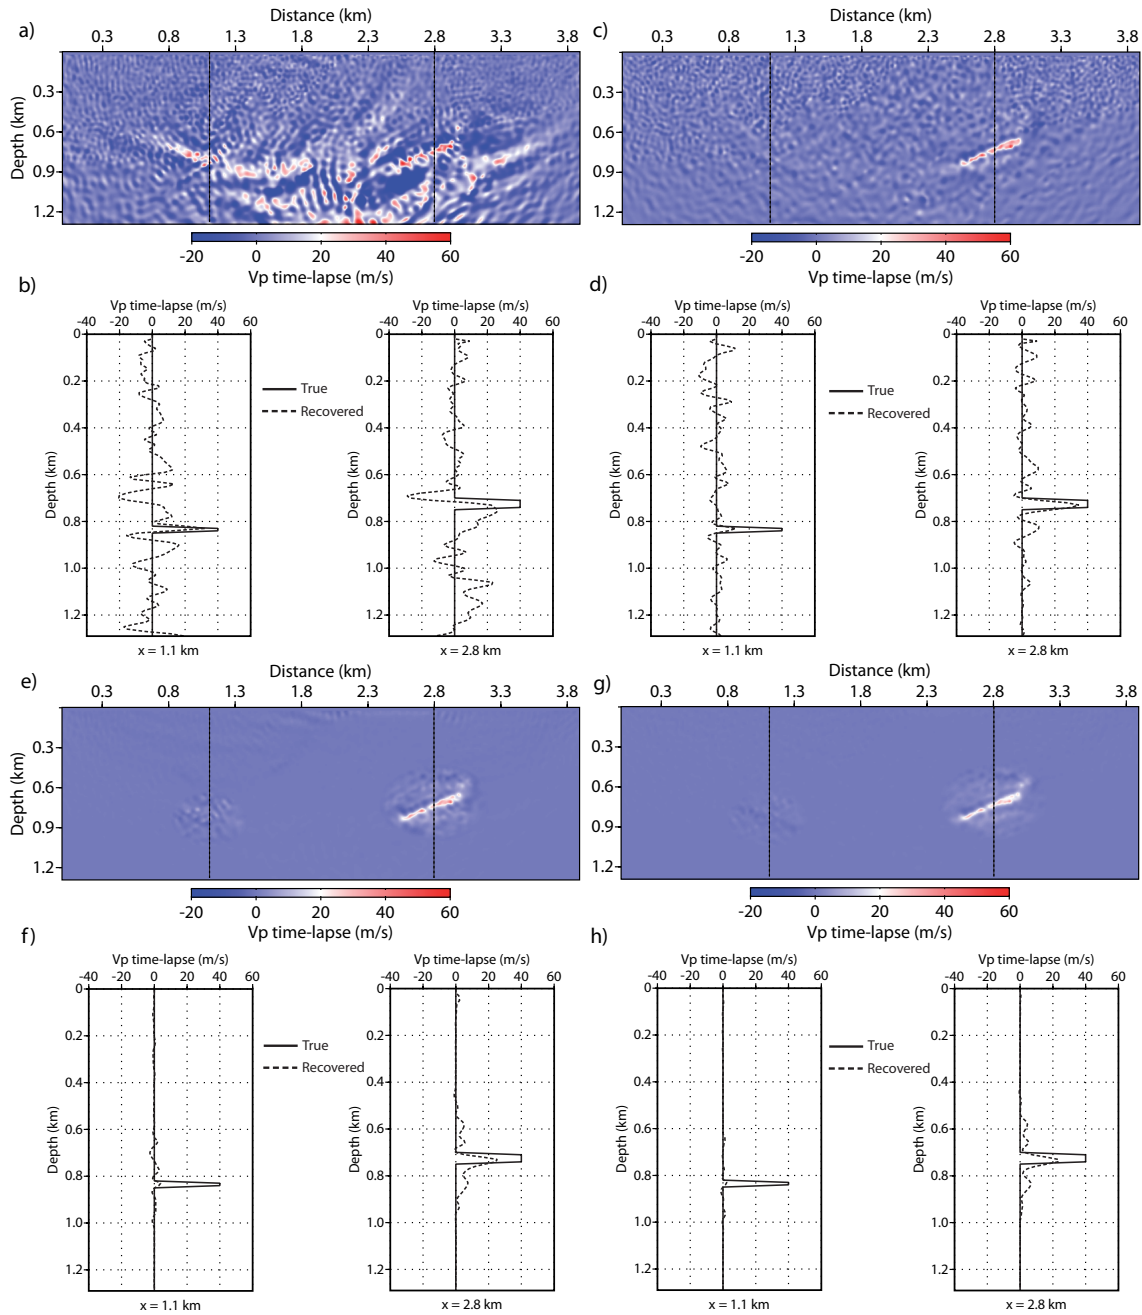 a)
Distance (km)
0.3 0.8 1.3 1.8 2.3 2.8 3.3 3.8
Depth (km)
0.3
0.6
0.9
1.2
-20 0 20 40 60
Vp time-lapse (m/s)
c)
Distance (km)
0.3 0.8 1.3 1.8 2.3 2.8 3.3 3.8
-20 0 20 40 60
Vp time-lapse (m/s)
b)
Vp time-lapse (m/s)
-40 -20 0 20 40 60
Depth (km)
0
0.2
0.4
0.6
0.8
1.0
1.2
x = 1.1 km
True
Recovered
Vp time-lapse (m/s)
-40 -20 0 20 40 60
Depth (km)
0
0.2
0.4
0.6
0.8
1.0
1.2
x = 2.8 km
d)
Vp time-lapse (m/s)
-40 -20 0 20 40 60
Depth (km)
0
0.2
0.4
0.6
0.8
1.0
1.2
x = 1.1 km
True
Recovered
Vp time-lapse (m/s)
-40 -20 0 20 40 60
Depth (km)
0
0.2
0.4
0.6
0.8
1.0
1.2
x = 2.8 km
e)
Distance (km)
0.3 0.8 1.3 1.8 2.3 2.8 3.3 3.8
Depth (km)
0.3
0.6
0.9
1.2
-20 0 20 40 60
Vp time-lapse (m/s)
g)
Distance (km)
0.3 0.8 1.3 1.8 2.3 2.8 3.3 3.8
0.3
0.6
0.9
1.2
-20 0 20 40 60
Vp time-lapse (m/s)
f)
Vp time-lapse (m/s)
-40 -20 0 20 40 60
Depth (km)
0
0.2
0.4
0.6
0.8
1.0
1.2
x = 1.1 km
True
Recovered
Vp time-lapse (m/s)
-40 -20 0 20 40 60
Depth (km)
0
0.2
0.4
0.6
0.8
1.0
1.2
x = 2.8 km
h)
Vp time-lapse (m/s)
-40 -20 0 20 40 60
Depth (km)
0
0.2
0.4
0.6
0.8
1.0
1.2
x = 1.1 km
True
Recovered
Vp time-lapse (m/s)
-40 -20 0 20 40 60
Depth (km)
0
0.2
0.4
0.6
0.8
1.0
1.2
x = 2.8 km
0.3
0.6
0.9
1.2